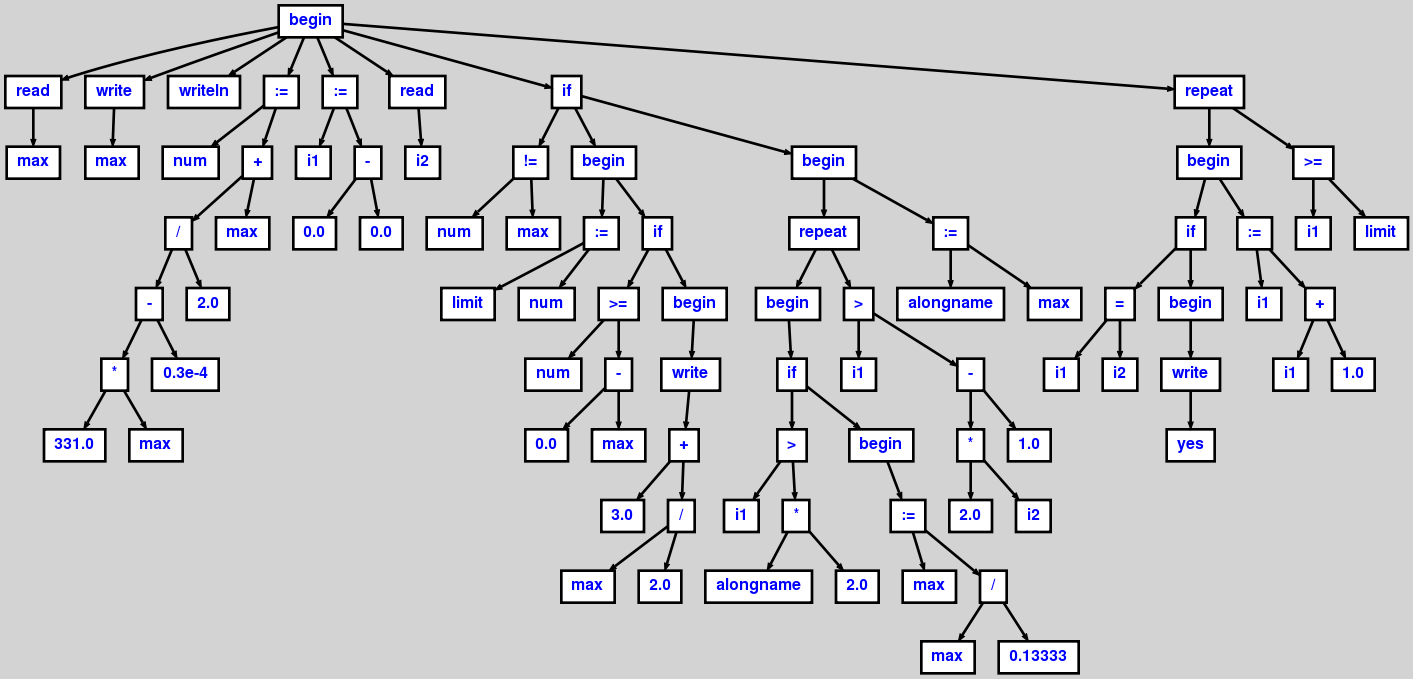 begin
read write writeln := := read if repeat
max max num + i1 - i2 != begin begin begin >=
/ max 0.0 0.0 num max := if repeat := if := i1 limit
- 2.0 limit num >= begin begin > alongname max = begin i1 +
* 0.3e-4 num - write if i1 - i1 i2 write i1 1.0
331.0 max 0.0 max + > begin * 1.0 yes
3.0 / i1 * := 2.0 i2
max 2.0 alongname 2.0 max /
max 0.13333